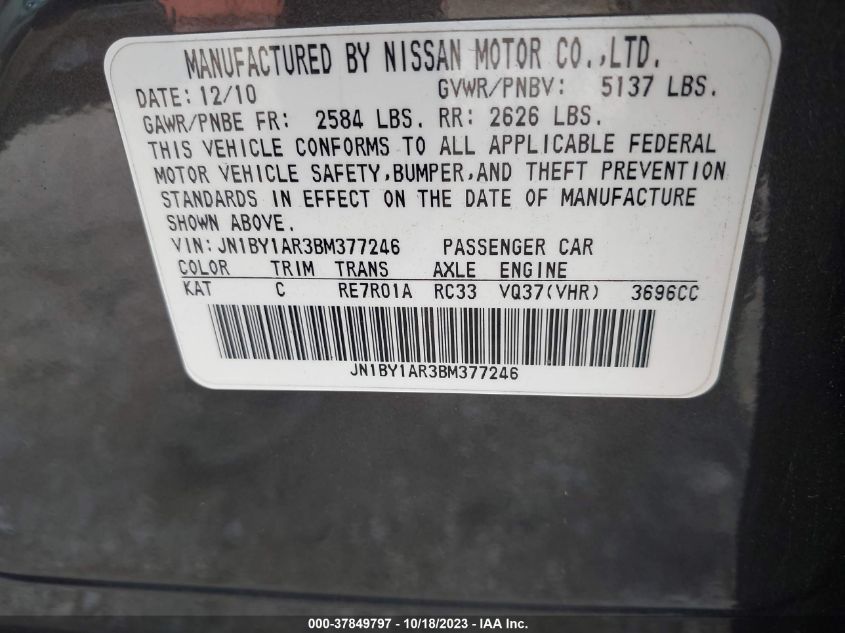 MANUFACTURED BY NISSAN MOTOR CO.,LTD.
DATE: 12/10 GVWR/PNBV: 5137 LBS.
GAWR/PNBE FR: 2584 LBS. RR: 2626 LBS.
THIS VEHICLE CONFORMS TO ALL APPLICABLE FEDERAL
MOTOR VEHICLE SAFETY,BUMPER,AND THEFT PREVENTION
STANDARDS IN EFFECT ON THE DATE OF MANUFACTURE
SHOWN ABOVE.
VIN: JN1BY1AR3BM377246 PASSENGER CAR
COLOR TRIM TRANS AXLE ENGINE
KAT C RE7R01A RC33 VQ37(VHR) 3696CC
JN1BY1AR3BM377246
000-37849797 - 10/18/2023 - IAA Inc.